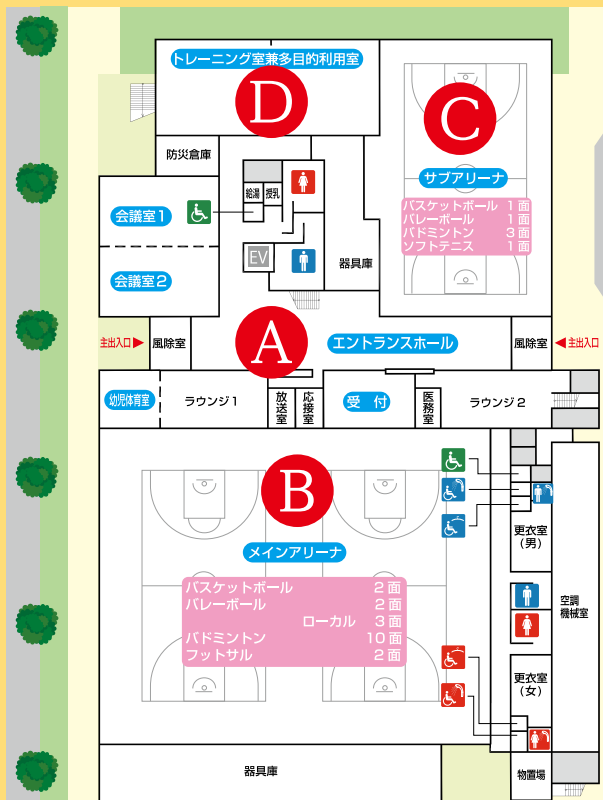 トレーニング室兼多目的利用室
D
C
防災倉庫
サブアリーナ
バスケットボール 1面
バレーボール 1面
バドミントン 3面
ソフトテニス 1面
給湯
授乳
会議室1
会議室2
EV
器具庫
主出入口
風除室
A
エントランスホール
風除室
主出入口
幼児体育室
ラウンジ1
放送室
応接室
受付
医務室
ラウンジ2
B
メインアリーナ
バスケットボール 2面
バレーボール 2面
ローカル 3面
バドミントン 10面
フットサル 2面
更衣室
(男)
空調
機械室
更衣室
(女)
器具庫
物置場